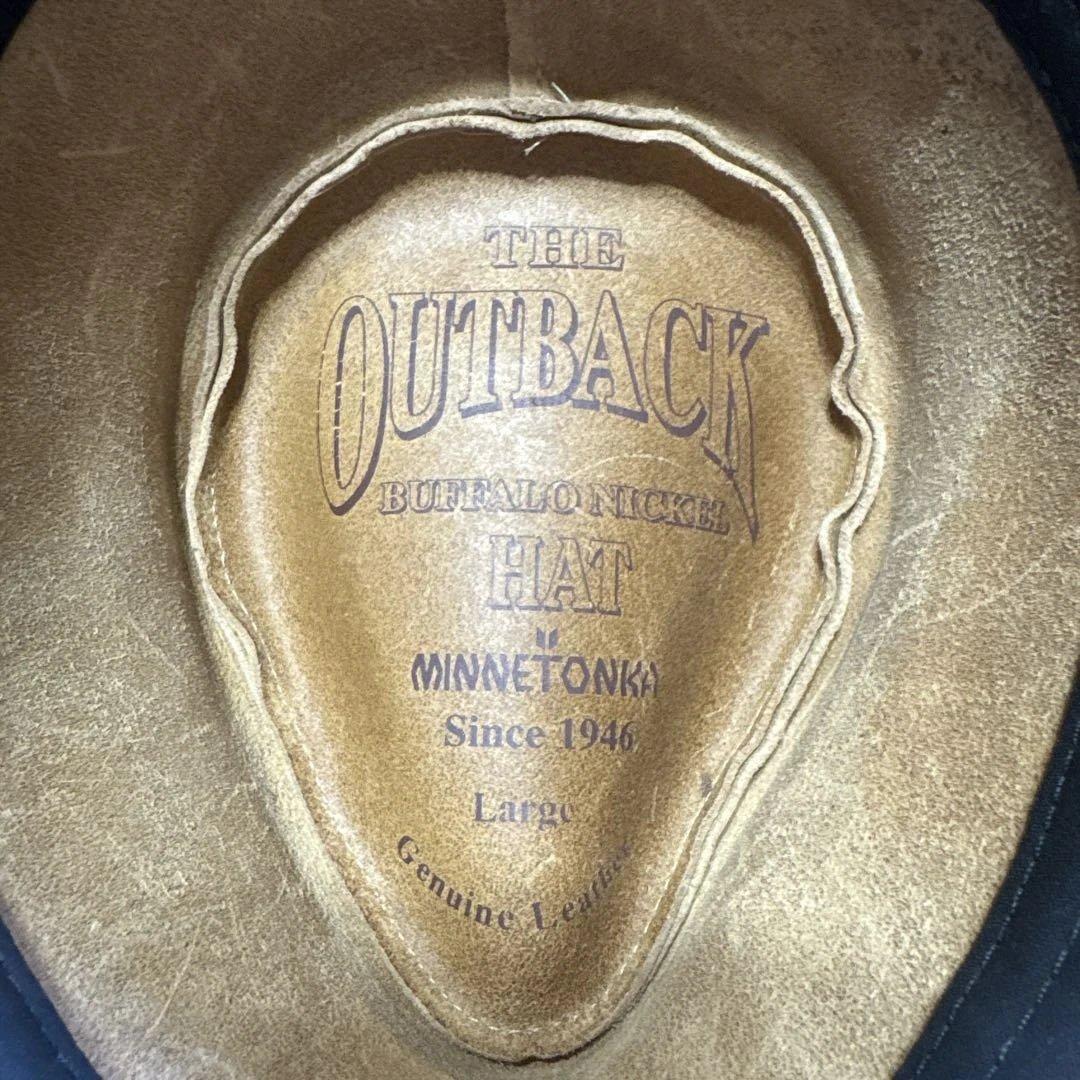 THE
OUTBACK
BUFFALO NICKEL
HAT
MINNETONKA
Since 1946
Large
Genuine Leather